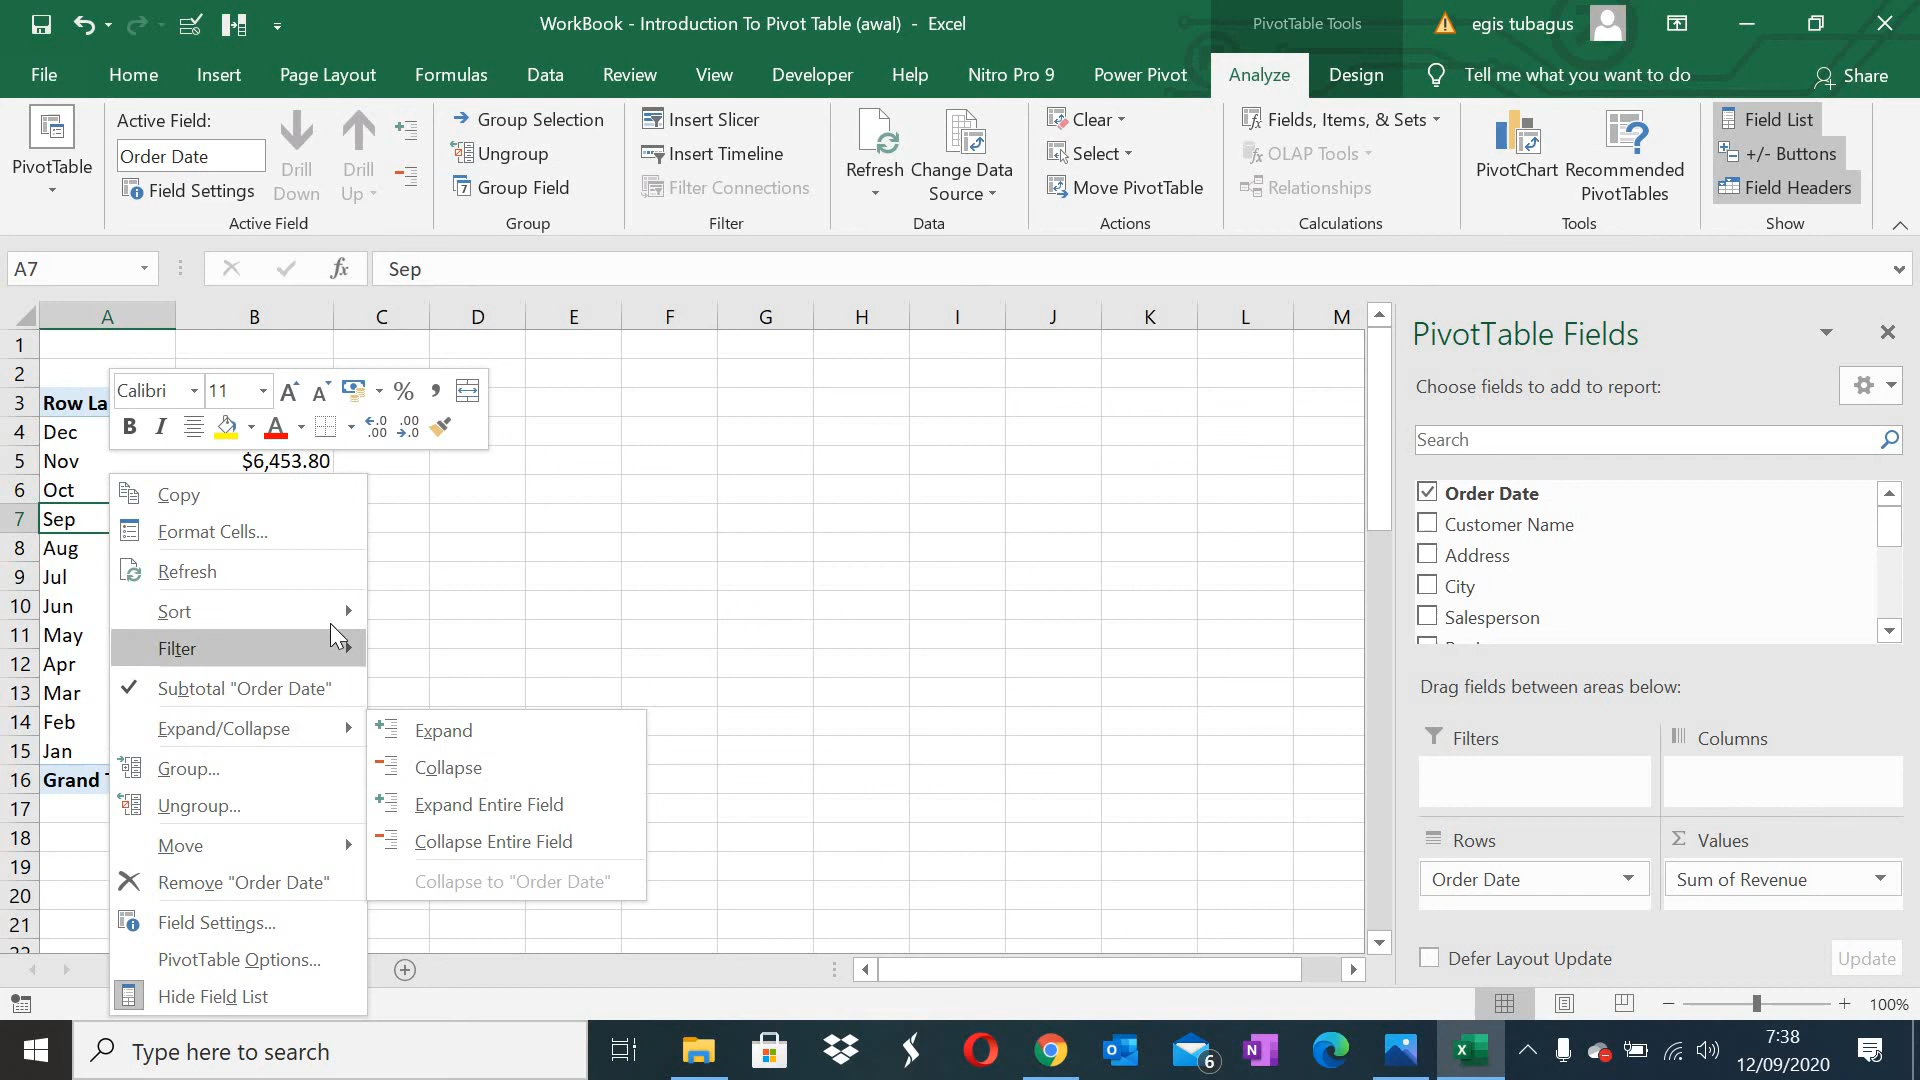 WorkBook - Introduction To Pivot Table (awal) - Excel
PivotTable Tools
egis tubagus
File Home Insert Page Layout Formulas Data Review View Developer Help Nitro Pro 9 Power Pivot Analyze Design Tell me what you want to do Share
PivotTable
Active Field:
Order Date
Field Settings
Drill Down
Drill Up
Active Field
Group Selection
Ungroup
Group Field
Group
Insert Slicer
Insert Timeline
Filter Connections
Filter
Refresh
Change Data Source
Data
Clear
Select
Move PivotTable
Actions
Fields, Items, & Sets
OLAP Tools
Relationships
Calculations
PivotChart
Recommended PivotTables
Tools
Field List
+/- Buttons
Field Headers
Show
A7
fx
Sep
A B C D E F G H I J K L M
1
2
3 Row La
4 Dec
5 Nov $6,453.80
6 Oct
7 Sep
8 Aug
9 Jul
10 Jun
11 May
12 Apr
13 Mar
14 Feb
15 Jan
16 Grand T
17
18
19
20
21
22
Calibri 11 A A % ,
B I A .0 .00 .00 .0
Copy
Format Cells...
Refresh
Sort
Filter
Subtotal "Order Date"
Expand/Collapse
Group...
Ungroup...
Move
Remove "Order Date"
Field Settings...
PivotTable Options...
Hide Field List
Expand
Collapse
Expand Entire Field
Collapse Entire Field
Collapse to "Order Date"
PivotTable Fields
Choose fields to add to report:
Search
Order Date
Customer Name
Address
City
Salesperson
Drag fields between areas below:
Filters
Columns
Rows
Order Date
Σ Values
Sum of Revenue
Defer Layout Update
Update
100%
Type here to search
6
7:38
12/09/2020